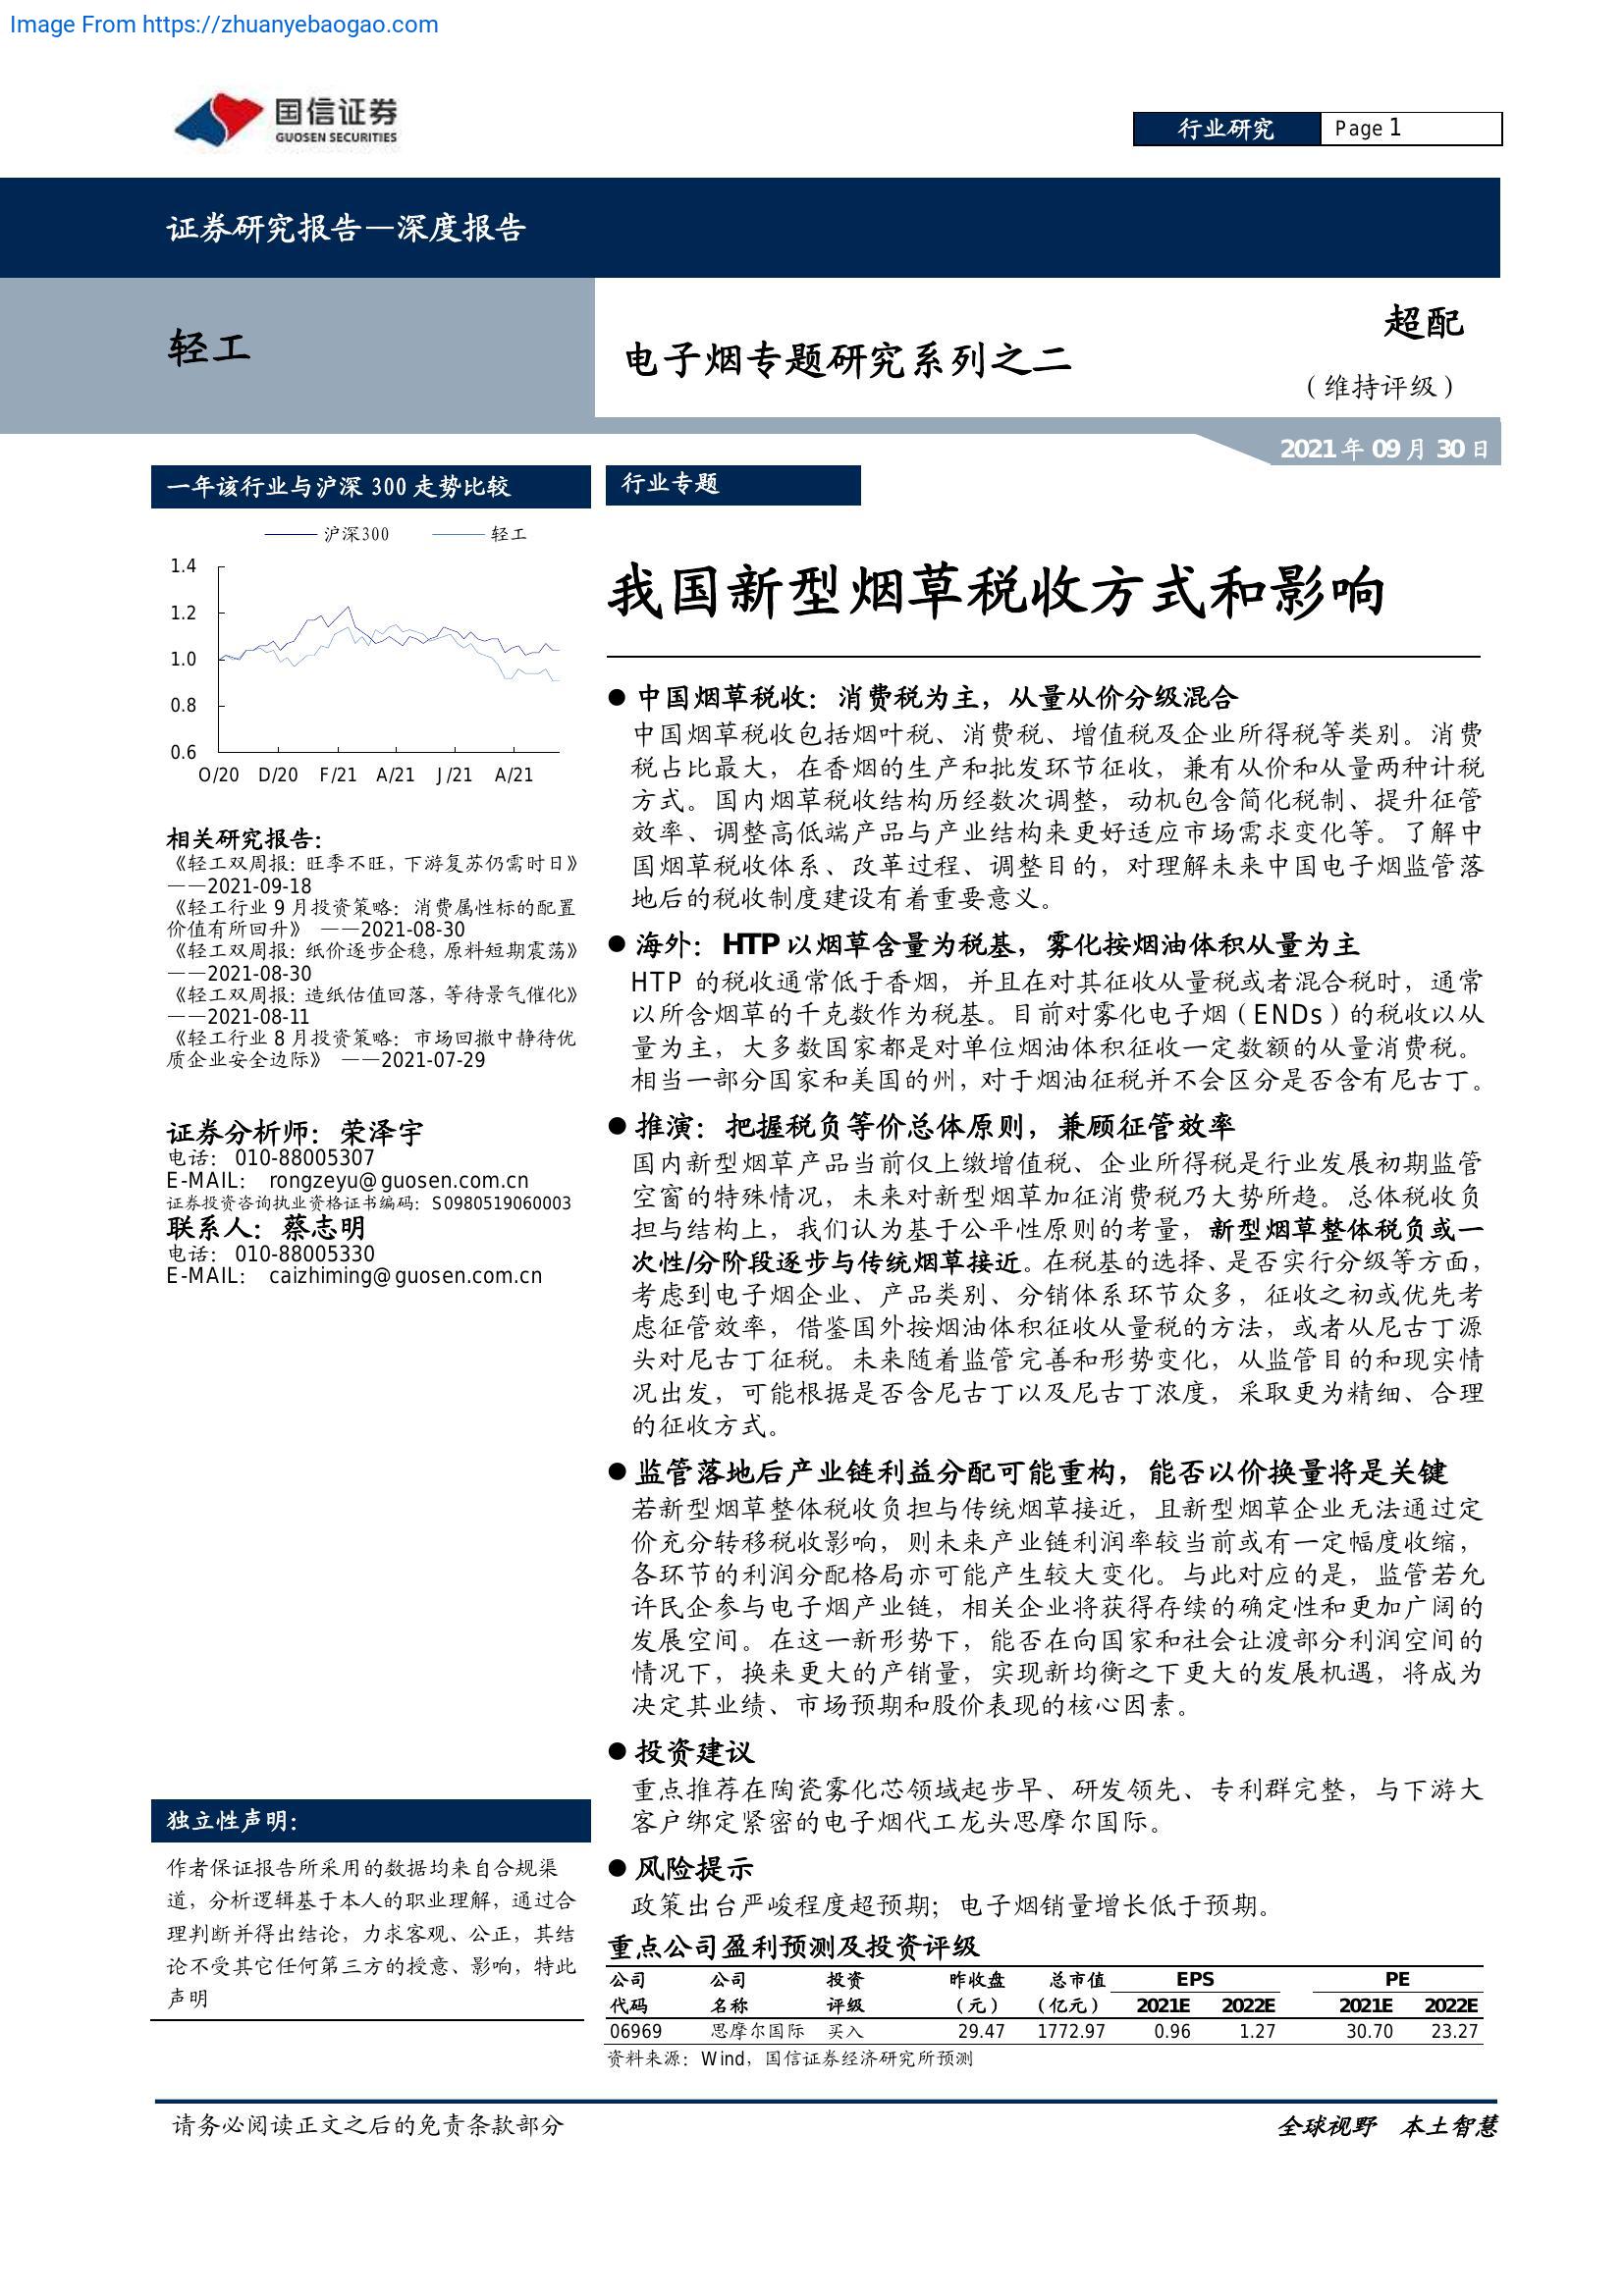 Image From https://zhuanyebaogao.com
国信证券
GUOSEN SECURITIES
行业研究
Page 1
证券研究报告—深度报告
轻工
电子烟专题研究系列之二
超配
（维持评级）
2021 年 09 月 30 日
一年该行业与沪深 300 走势比较
沪深300 轻工
1.4
1.2
1.0
0.8
0.6
O/20 D/20 F/21 A/21 J/21 A/21
相关研究报告：
《轻工双周报：旺季不旺，下游复苏仍需时日》
——2021-09-18
《轻工行业 9 月投资策略：消费属性标的配置
价值有所回升》 ——2021-08-30
《轻工双周报：纸价逐步企稳，原料短期震荡》
——2021-08-30
《轻工双周报：造纸估值回落，等待景气催化》
——2021-08-11
《轻工行业 8 月投资策略：市场回撤中静待优
质企业安全边际》 ——2021-07-29
证券分析师：荣泽宇
电话： 010-88005307
E-MAIL： rongzeyu@guosen.com.cn
证券投资咨询执业资格证书编码：S0980519060003
联系人：蔡志明
电话： 010-88005330
E-MAIL： caizhiming@guosen.com.cn
独立性声明：
作者保证报告所采用的数据均来自合规渠
道，分析逻辑基于本人的职业理解，通过合
理判断并得出结论，力求客观、公正，其结
论不受其它任何第三方的授意、影响，特此
声明
行业专题
我国新型烟草税收方式和影响
● 中国烟草税收：消费税为主，从量从价分级混合
中国烟草税收包括烟叶税、消费税、增值税及企业所得税等类别。消费
税占比最大，在香烟的生产和批发环节征收，兼有从价和从量两种计税
方式。国内烟草税收结构历经数次调整，动机包含简化税制、提升征管
效率、调整高低端产品与产业结构来更好适应市场需求变化等。了解中
国烟草税收体系、改革过程、调整目的，对理解未来中国电子烟监管落
地后的税收制度建设有着重要意义。
● 海外：HTP 以烟草含量为税基，雾化按烟油体积从量为主
HTP 的税收通常低于香烟，并且在对其征收从量税或者混合税时，通常
以所含烟草的千克数作为税基。目前对雾化电子烟（ENDs）的税收以从
量为主，大多数国家都是对单位烟油体积征收一定数额的从量消费税。
相当一部分国家和美国的州，对于烟油征税并不会区分是否含有尼古丁。
● 推演：把握税负等价总体原则，兼顾征管效率
国内新型烟草产品当前仅上缴增值税、企业所得税是行业发展初期监管
空窗的特殊情况，未来对新型烟草加征消费税乃大势所趋。总体税收负
担与结构上，我们认为基于公平性原则的考量，新型烟草整体税负或一
次性/分阶段逐步与传统烟草接近。在税基的选择、是否实行分级等方面，
考虑到电子烟企业、产品类别、分销体系环节众多，征收之初或优先考
虑征管效率，借鉴国外按烟油体积征收从量税的方法，或者从尼古丁源
头对尼古丁征税。未来随着监管完善和形势变化，从监管目的和现实情
况出发，可能根据是否含尼古丁以及尼古丁浓度，采取更为精细、合理
的征收方式。
● 监管落地后产业链利益分配可能重构，能否以价换量将是关键
若新型烟草整体税收负担与传统烟草接近，且新型烟草企业无法通过定
价充分转移税收影响，则未来产业链利润率较当前或有一定幅度收缩，
各环节的利润分配格局亦可能产生较大变化。与此对应的是，监管若允
许民企参与电子烟产业链，相关企业将获得存续的确定性和更加广阔的
发展空间。在这一新形势下，能否在向国家和社会让渡部分利润空间的
情况下，换来更大的产销量，实现新均衡之下更大的发展机遇，将成为
决定其业绩、市场预期和股价表现的核心因素。
● 投资建议
重点推荐在陶瓷雾化芯领域起步早、研发领先、专利群完整，与下游大
客户绑定紧密的电子烟代工龙头思摩尔国际。
● 风险提示
政策出台严峻程度超预期；电子烟销量增长低于预期。
重点公司盈利预测及投资评级
公司 公司 投资 昨收盘 总市值 EPS PE
代码 名称 评级 （元） （亿元） 2021E 2022E 2021E 2022E
06969 思摩尔国际 买入 29.47 1772.97 0.96 1.27 30.70 23.27
资料来源：Wind，国信证券经济研究所预测
请务必阅读正文之后的免责条款部分
全球视野 本土智慧